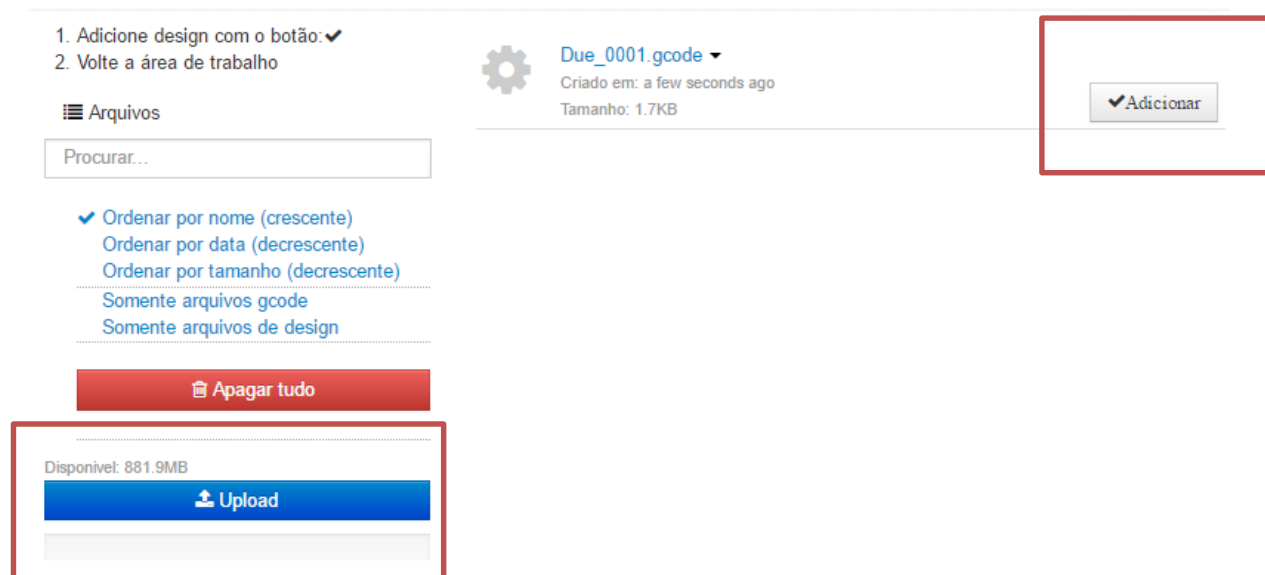 1. Adicione design com o botão:✔
2. Volte a área de trabalho
Arquivos
Procurar...
Ordenar por nome (crescente)
Ordenar por data (decrescente)
Ordenar por tamanho (decrescente)
Somente arquivos gcode
Somente arquivos de design
Apagar tudo
Disponivel: 881.9MB
Upload
Due_0001.gcode
Criado em: a few seconds ago
Tamanho: 1.7KB
✔Adicionar